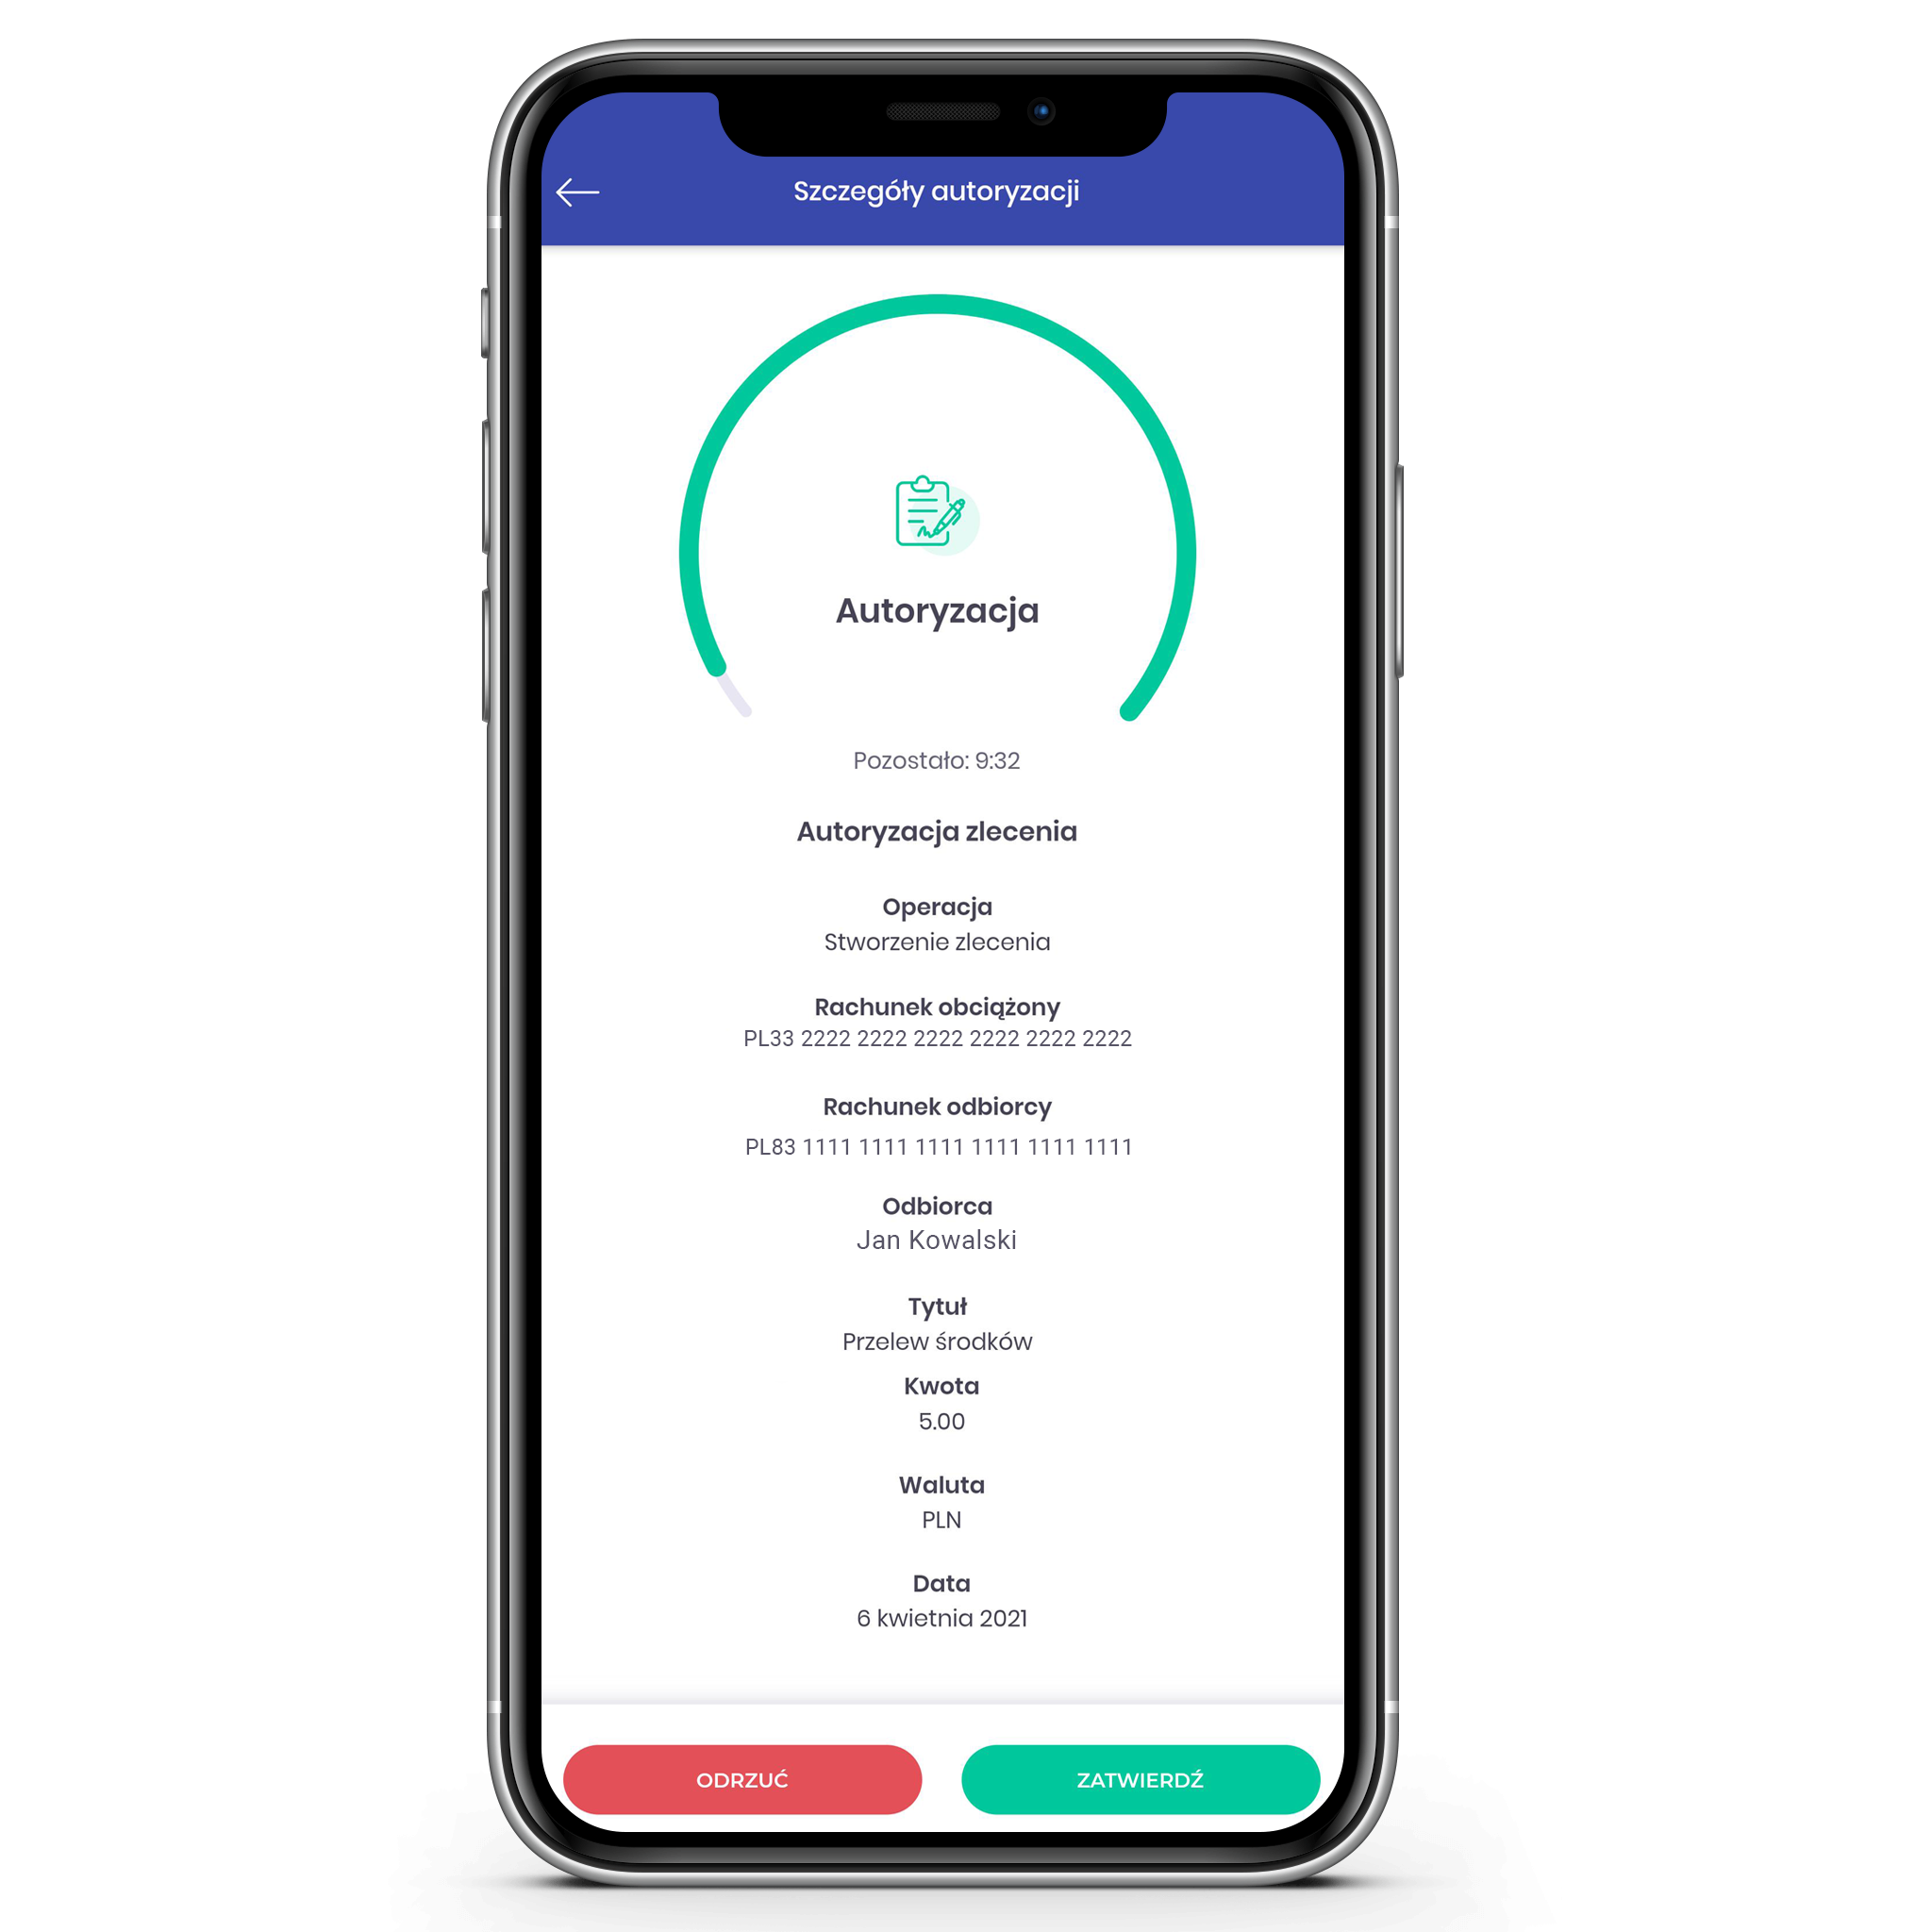 Szczegóły autoryzacji
Autoryzacja
Pozostało: 9:32
Autoryzacja zlecenia
Operacja
Stworzenie zlecenia
Rachunek obciążony
PL33 2222 2222 2222 2222 2222 2222
Rachunek odbiorcy
PL83 1111 1111 1111 1111 1111 1111
Odbiorca
Jan Kowalski
Tytuł
Przelew środków
Kwota
5.00
Waluta
PLN
Data
6 kwietnia 2021
ODRZUĆ
ZATWIERDŹ